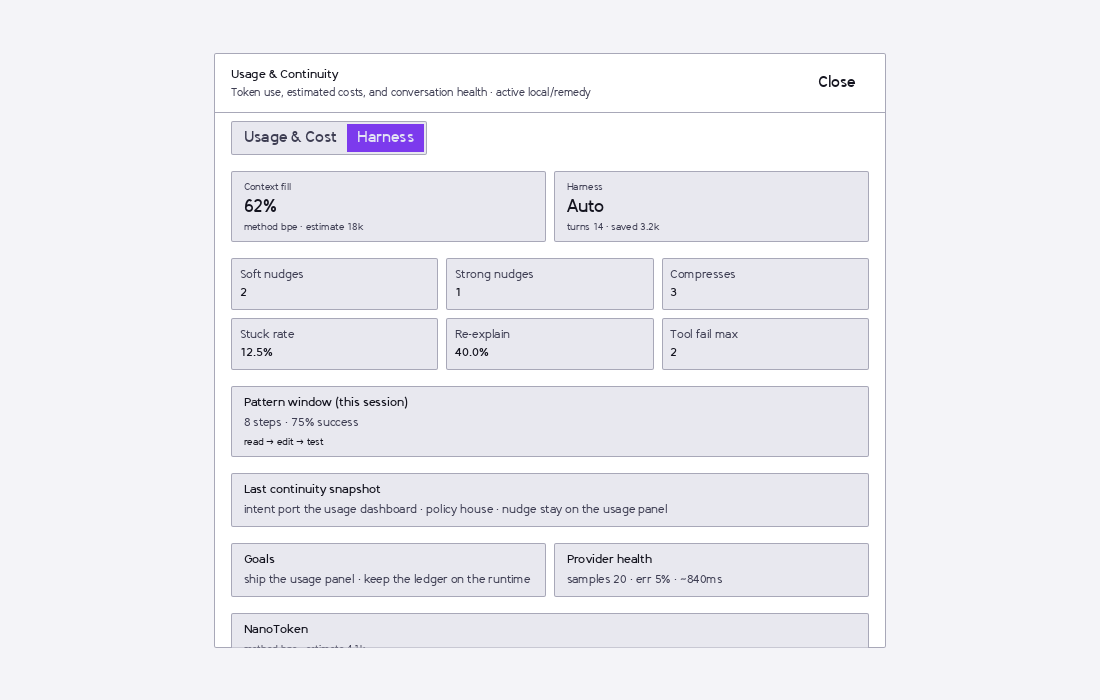 Usage & Continuity
Token use, estimated costs, and conversation health · active local/remedy
Close
Usage & Cost
Harness
Context fill
62%
method bpe · estimate 18k
Harness
Auto
turns 14 · saved 3.2k
Soft nudges
2
Strong nudges
1
Compresses
3
Stuck rate
12.5%
Re-explain
40.0%
Tool fail max
2
Pattern window (this session)
8 steps · 75% success
read → edit → test
Last continuity snapshot
intent port the usage dashboard · policy house · nudge stay on the usage panel
Goals
ship the usage panel · keep the ledger on the runtime
Provider health
samples 20 · err 5% · ~840ms
NanoToken
method bpe · estimate